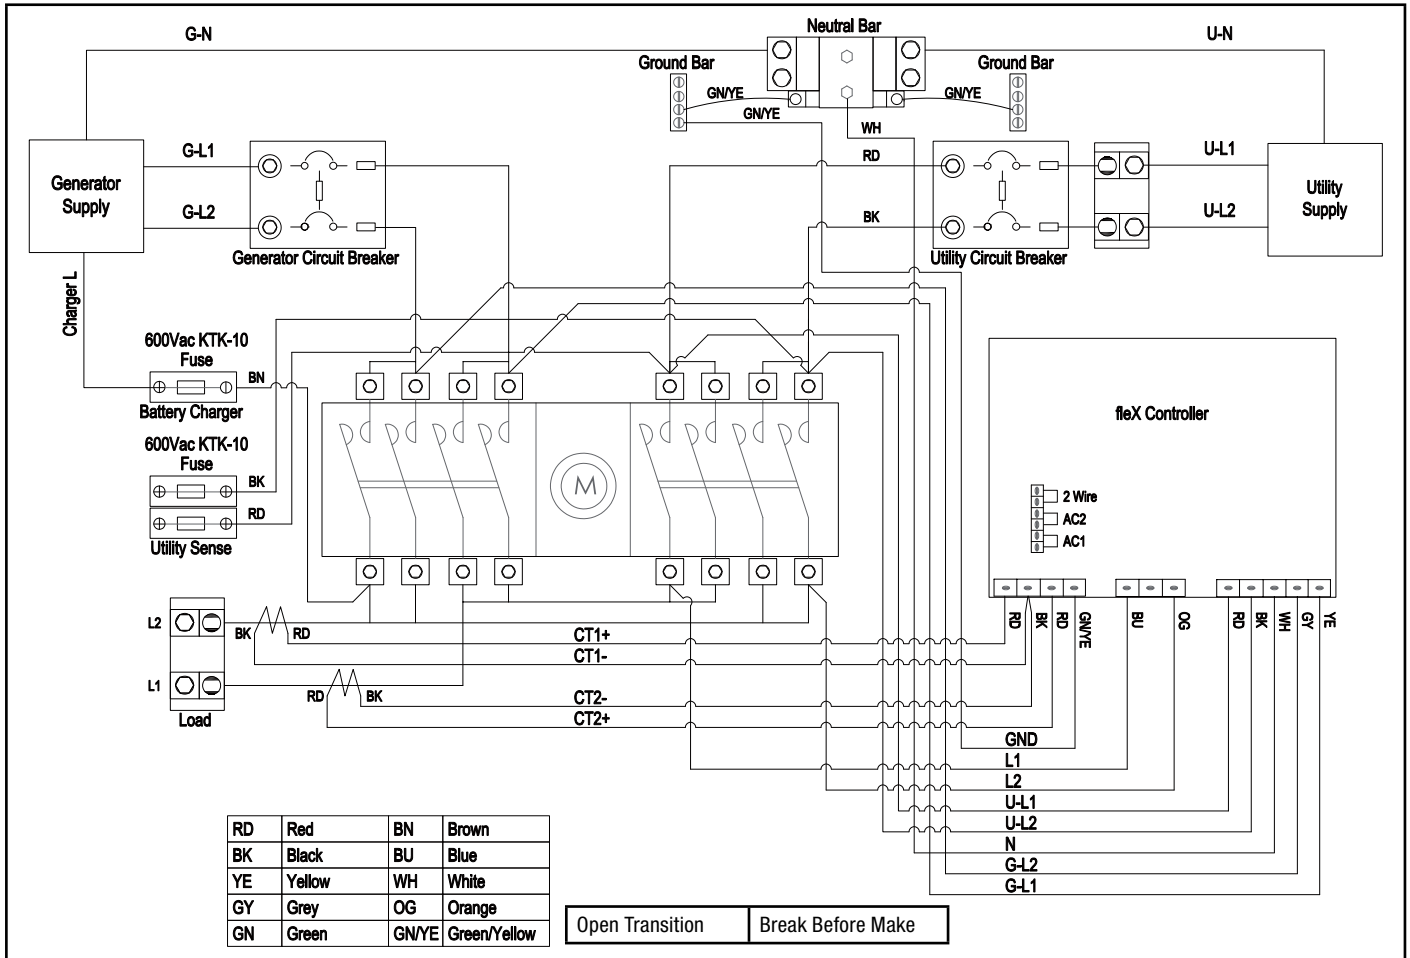 G-N
Neutral Bar
U-N
Ground Bar
Ground Bar
GN/YE
GN/YE
GN/YE
WH
G-L1
RD
U-L1
Generator
Supply
Utility
Supply
G-L2
BK
U-L2
Generator Circuit Breaker
Utility Circuit Breaker
Charger L
600Vac KTK-10
Fuse
BN
Battery Charger
fleX Controller
600Vac KTK-10
Fuse
BK
M
2 Wire
RD
AC2
Utility Sense
AC1
L2
BK
RD
CT1+
CT1-
RD
BK
RD
GN/YE
BU
OG
RD
BK
WH
GY
YE
L1
RD
BK
CT2-
Load
CT2+
GND
L1
L2
U-L1
U-L2
N
G-L2
G-L1
RD Red BN Brown
BK Black BU Blue
YE Yellow WH White
GY Grey OG Orange
GN Green GN/YE Green/Yellow
Open Transition Break Before Make